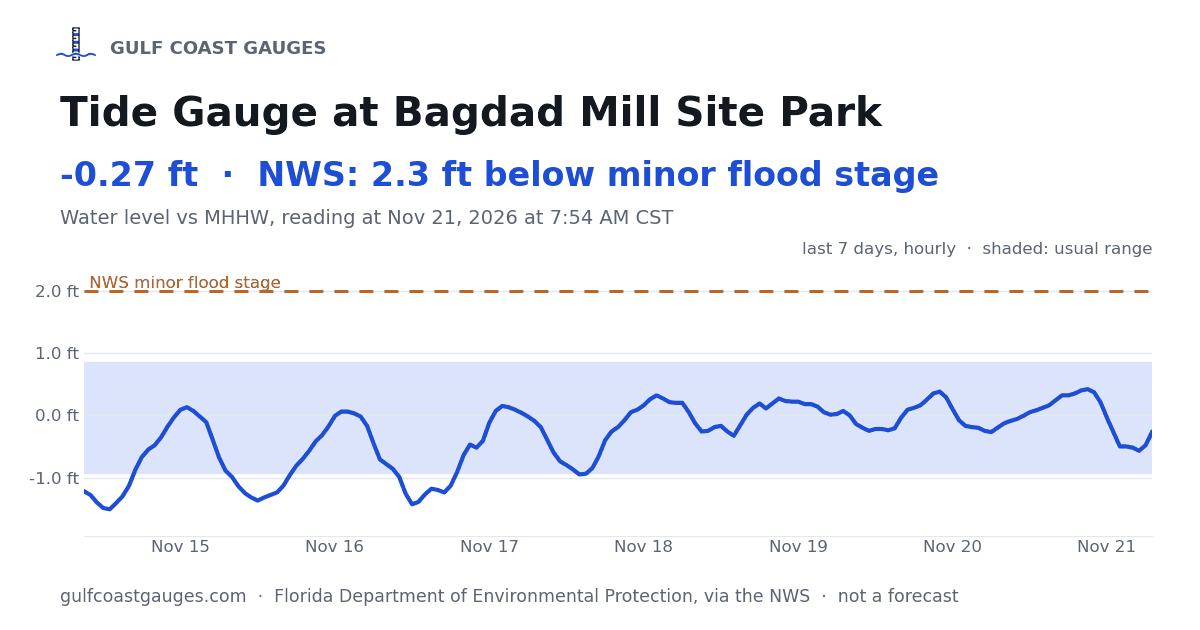 GULF COAST GAUGES
Tide Gauge at Bagdad Mill Site Park
-0.27 ft · NWS: 2.3 ft below minor flood stage
Water level vs MHHW, reading at Nov 21, 2026 at 7:54 AM CST
last 7 days, hourly · shaded: usual range
NWS minor flood stage
2.0 ft
1.0 ft
0.0 ft
-1.0 ft
Nov 15 Nov 16 Nov 17 Nov 18 Nov 19 Nov 20 Nov 21
gulfcoastgauges.com · Florida Department of Environmental Protection, via the NWS · not a forecast